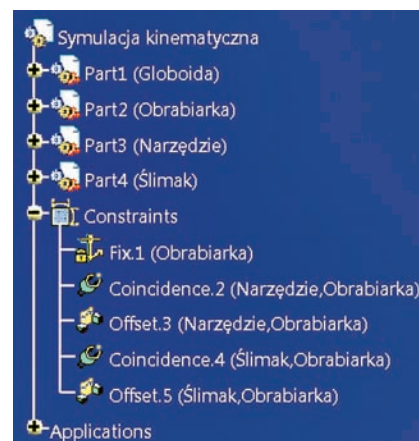 Symulacja kinematyczna
Part1 (Globoida)
Part2 (Obrabiarka)
Part3 (Narzędzie)
Part4 (Ślimak)
Constraints
Fix.1 (Obrabiarka)
Coincidence.2 (Narzędzie,Obrabiarka)
Offset.3 (Narzędzie,Obrabiarka)
Coincidence.4 (Ślimak,Obrabiarka)
Offset.5 (Ślimak,Obrabiarka)
Applications